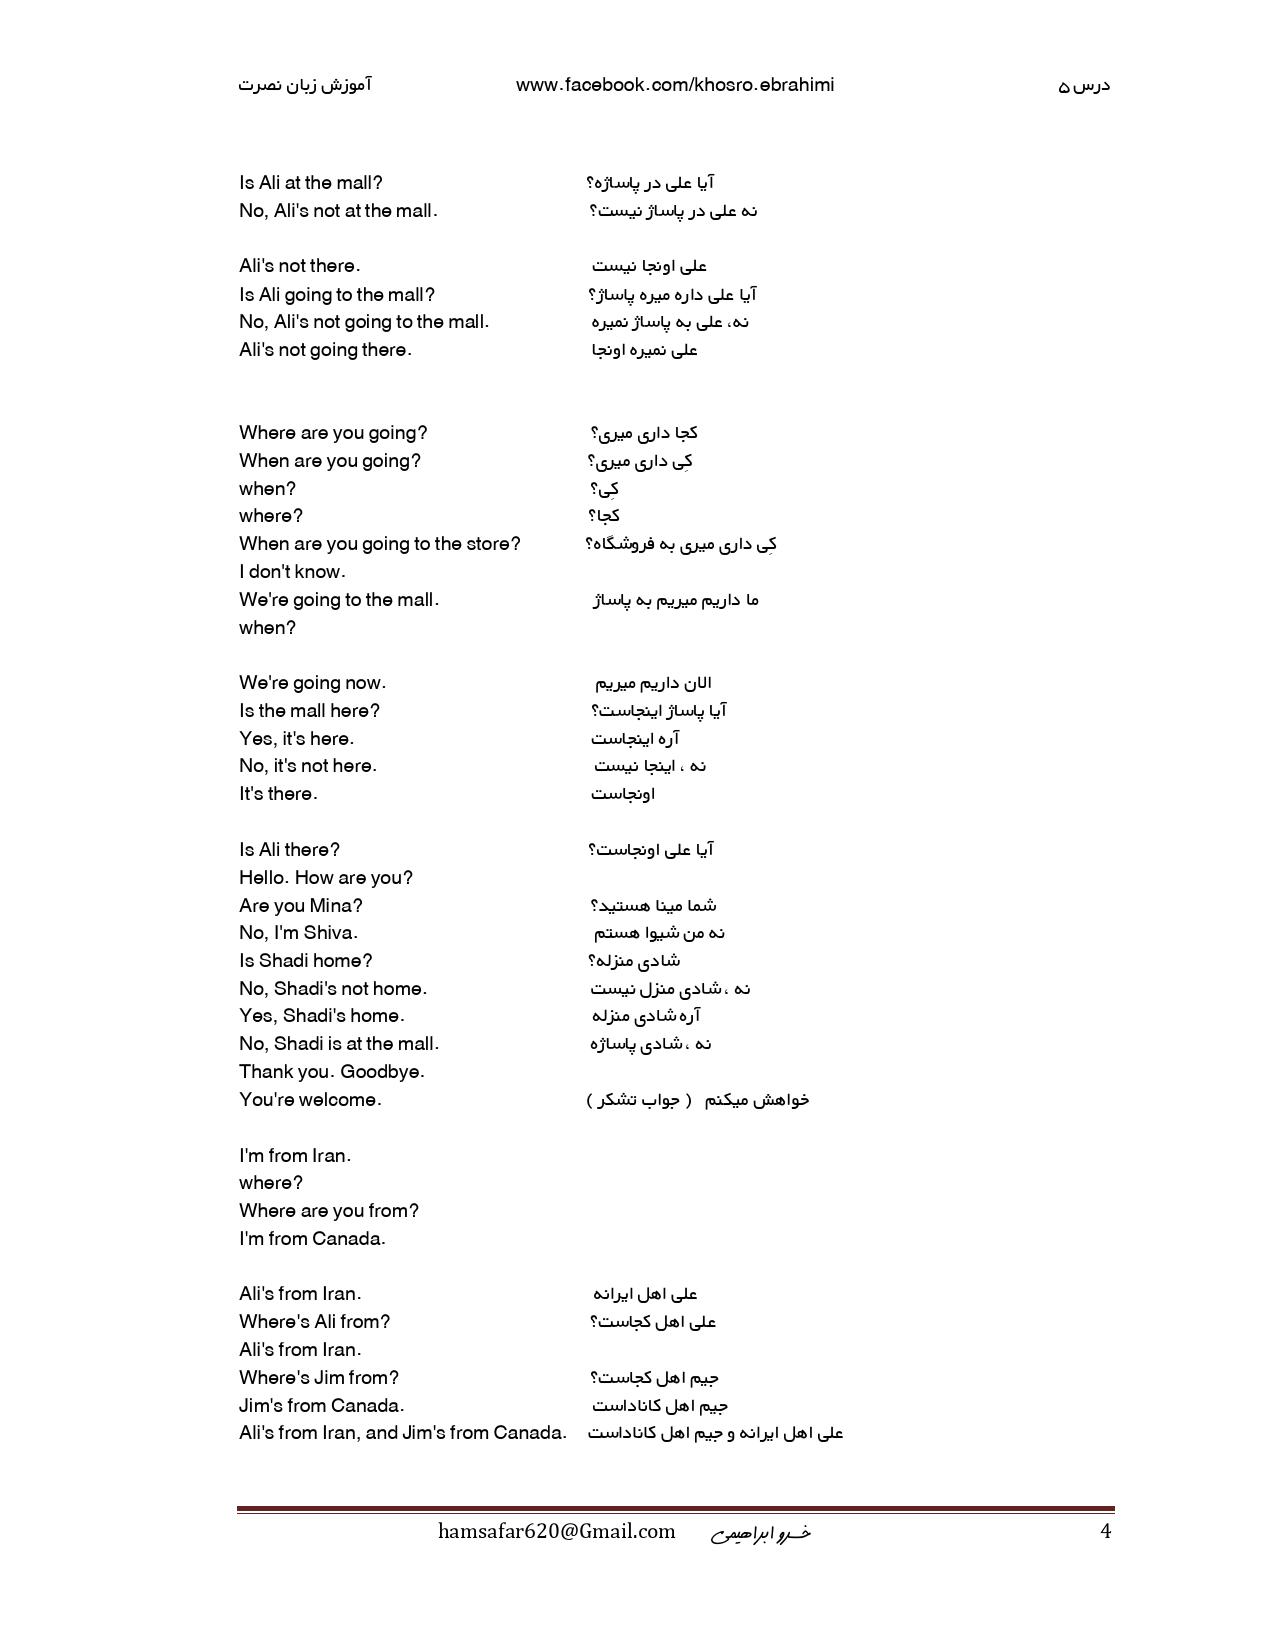 آموزش زبان نصرت www.facebook.com/khosro.ebrahimi درس ۵
Is Ali at the mall? آیا علی در پاساژه؟
No, Ali's not at the mall. نه علی در پاساژ نیست؟
Ali's not there. علی اونجا نیست
Is Ali going to the mall? آیا علی داره میره پاساژ؟
No, Ali's not going to the mall. نه، علی به پاساژ نمیره
Ali's not going there. علی نمیره اونجا
Where are you going? کجا داری میری؟
When are you going? کِی داری میری؟
when? کِی؟
where? کجا؟
When are you going to the store? کِی داری میری به فروشگاه؟
I don't know.
We're going to the mall. ما داریم میریم به پاساژ
when?
We're going now. الان داریم میریم
Is the mall here? آیا پاساژ اینجاست؟
Yes, it's here. آره اینجاست
No, it's not here. نه ، اینجا نیست
It's there. اونجاست
Is Ali there? آیا علی اونجاست؟
Hello. How are you?
Are you Mina? شما مینا هستید؟
No, I'm Shiva. نه من شیوا هستم
Is Shadi home? شادی منزله؟
No, Shadi's not home. نه ، شادی منزل نیست
Yes, Shadi's home. آره شادی منزله
No, Shadi is at the mall. نه ، شادی پاساژه
Thank you. Goodbye.
You're welcome. خواهش میکنم ( جواب تشکر )
I'm from Iran.
where?
Where are you from?
I'm from Canada.
Ali's from Iran. علی اهل ایرانه
Where's Ali from? علی اهل کجاست؟
Ali's from Iran.
Where's Jim from? جیم اهل کجاست؟
Jim's from Canada. جیم اهل کاناداست
Ali's from Iran, and Jim's from Canada. علی اهل ایرانه و جیم اهل کاناداست
hamsafar620@Gmail.com خسرو ابراهیمی 4